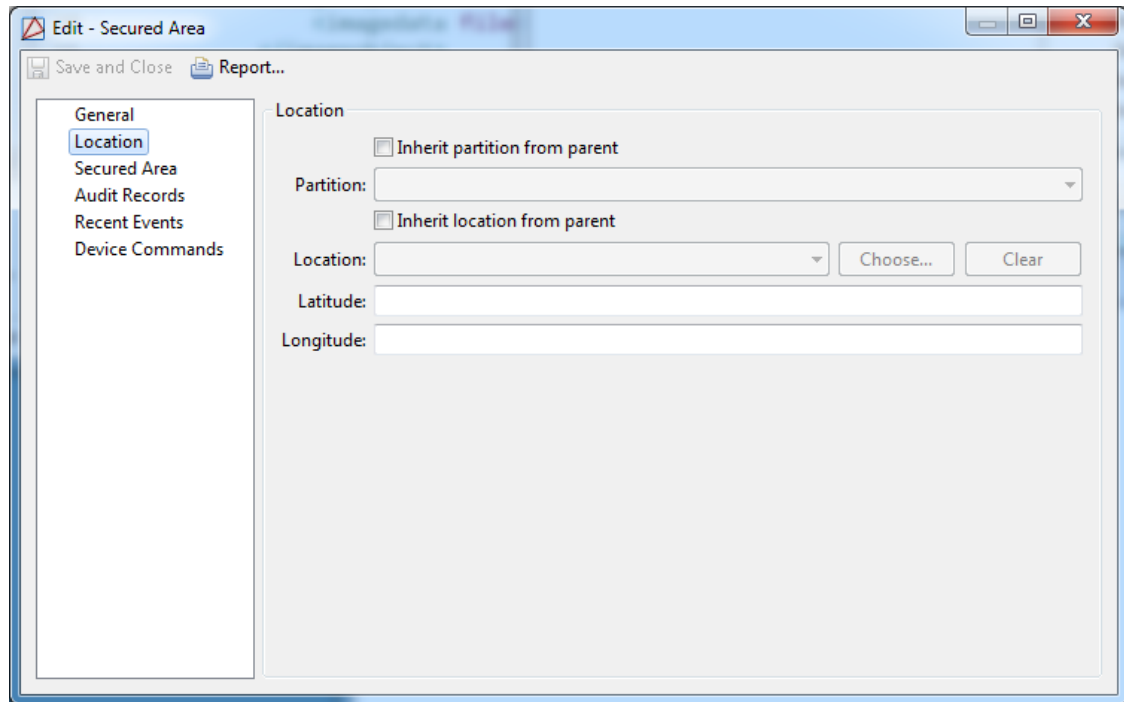 Edit - Secured Area
Save and Close Report...
General
Location
Secured Area
Audit Records
Recent Events
Device Commands
Location
Inherit partition from parent
Partition:
Inherit location from parent
Location: Choose... Clear
Latitude:
Longitude: